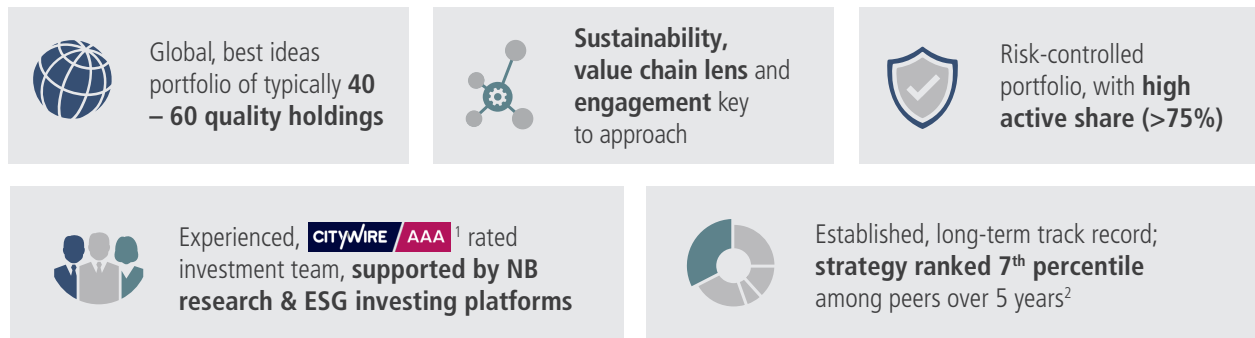 Global, best ideas
portfolio of typically 40
– 60 quality holdings
Sustainability,
value chain lens and
engagement key
to approach
Risk-controlled
portfolio, with high
active share (>75%)
Experienced, CITYWIRE / AAA ¹ rated
investment team, supported by NB
research & ESG investing platforms
Established, long-term track record;
strategy ranked 7th percentile
among peers over 5 years²